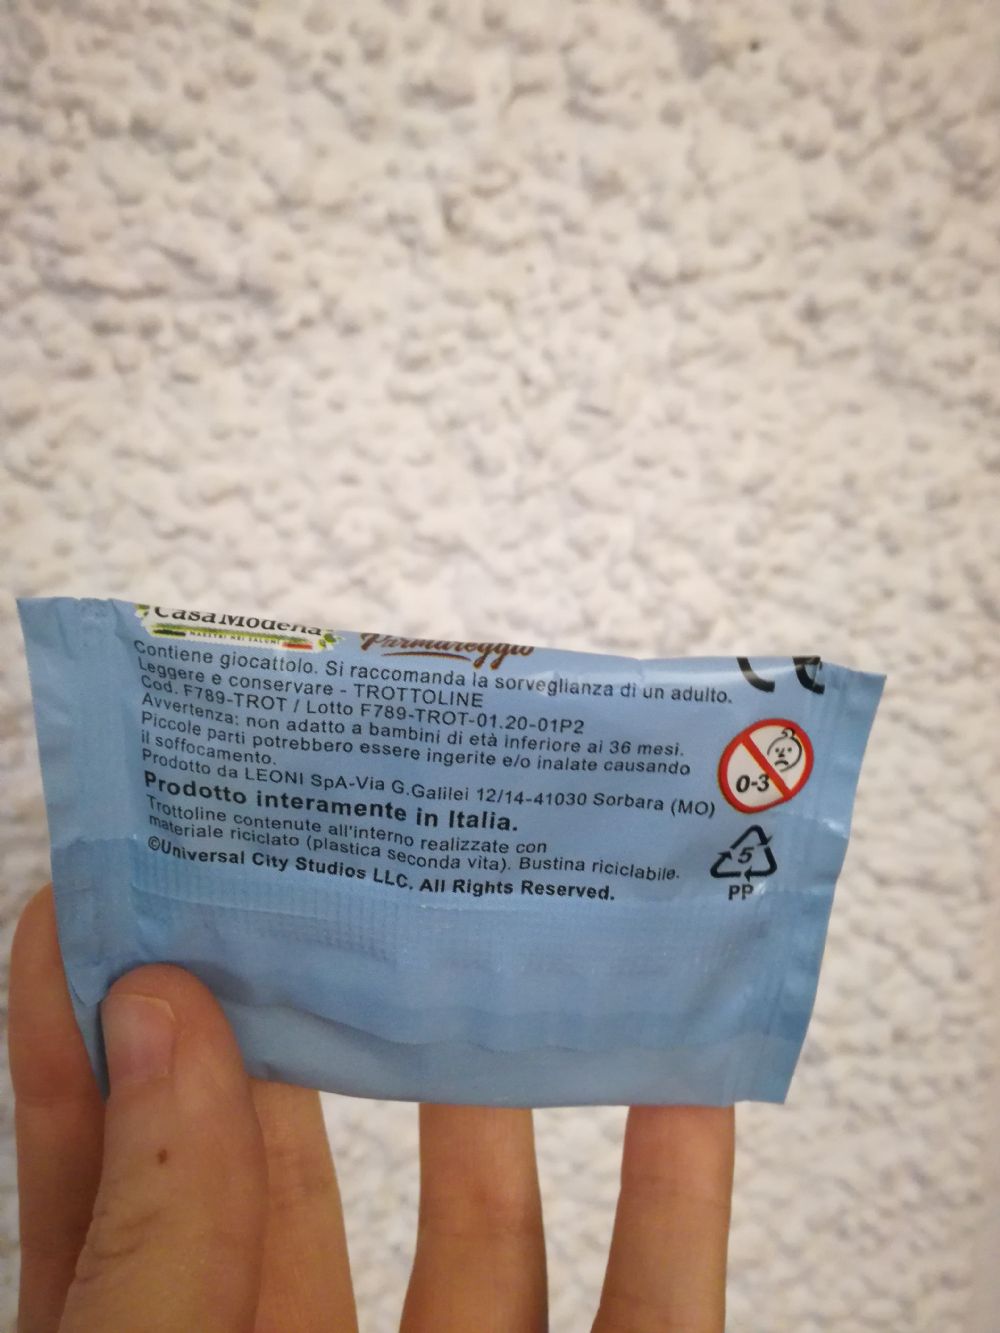 CasaModena
MAESTRI NEI SALUMI
Parmareggio
CE
Contiene giocattolo. Si raccomanda la sorveglianza di un adulto.
Leggere e conservare - TROTTOLINE
Cod. F789-TROT / Lotto F789-TROT-01.20-01P2
Avvertenza: non adatto a bambini di età inferiore ai 36 mesi.
Piccole parti potrebbero essere ingerite e/o inalate causando
il soffocamento.
Prodotto da LEONI SpA-Via G.Galilei 12/14-41030 Sorbara (MO)
Prodotto interamente in Italia.
Trottoline contenute all'interno realizzate con
materiale riciclato (plastica seconda vita). Bustina riciclabile.
©Universal City Studios LLC. All Rights Reserved.
0-3
5
PP